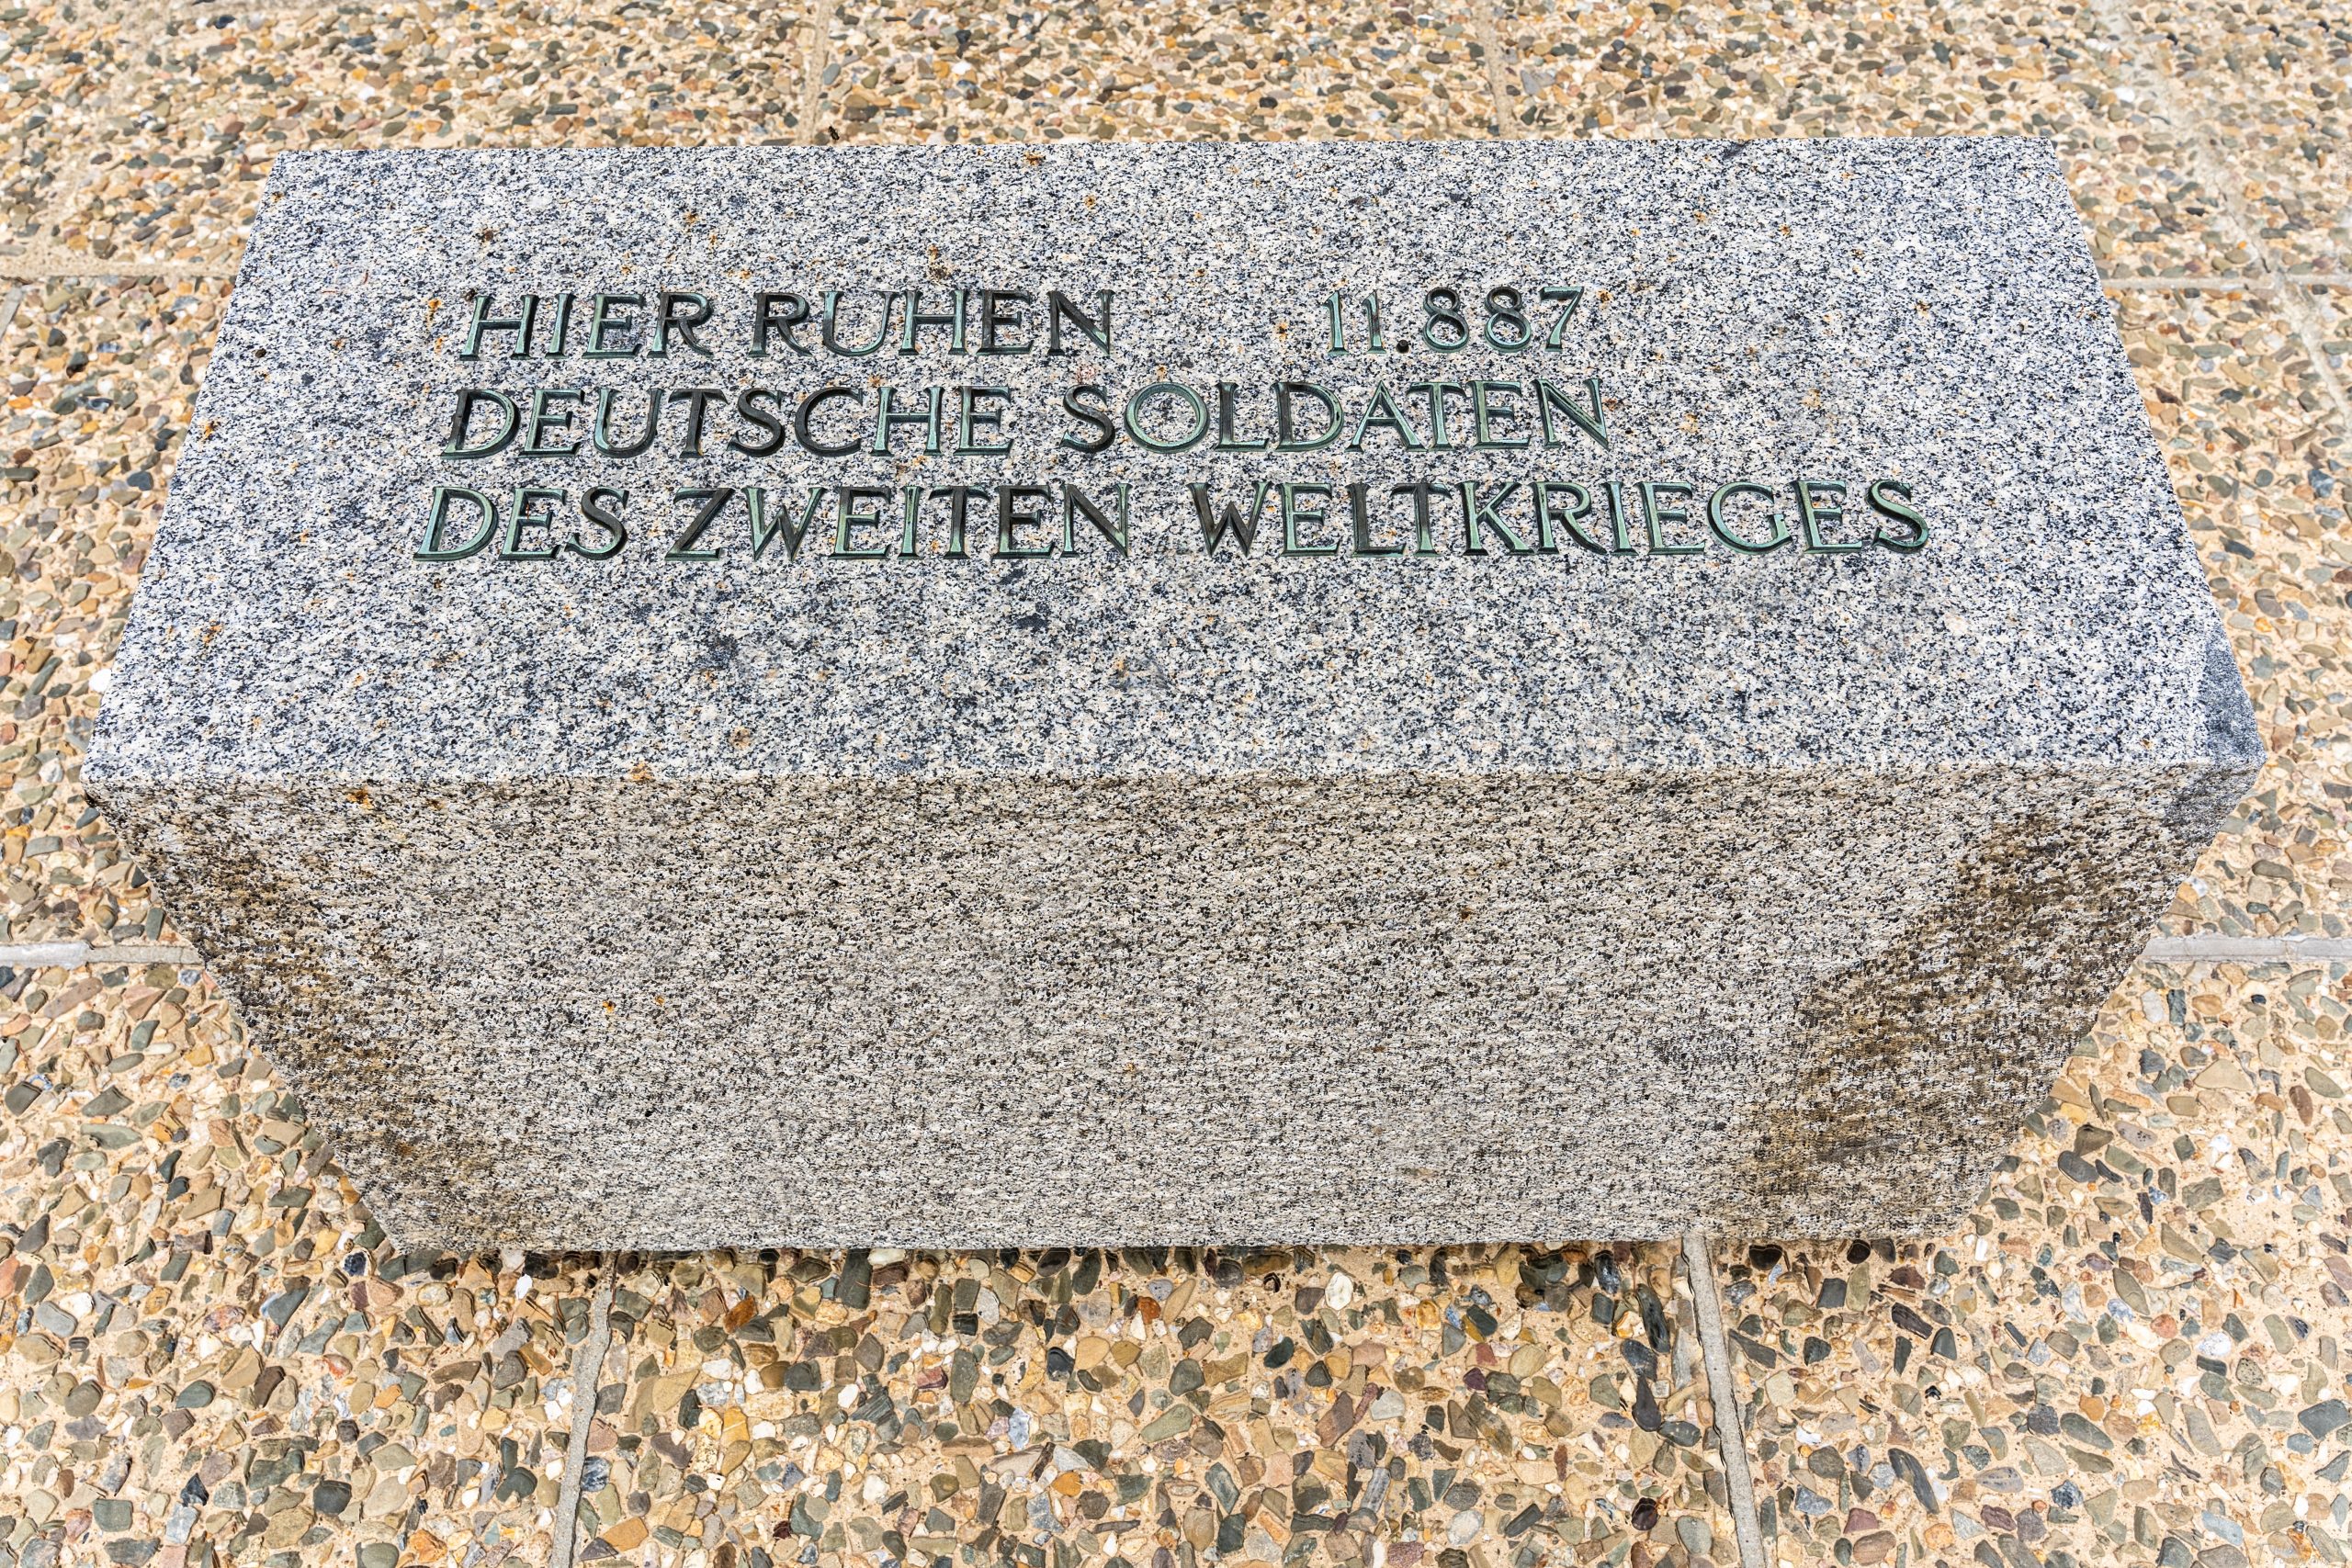 HIER RUHEN 11.887
DEUTSCHE SOLDATEN
DES ZWEITEN WELTKRIEGES